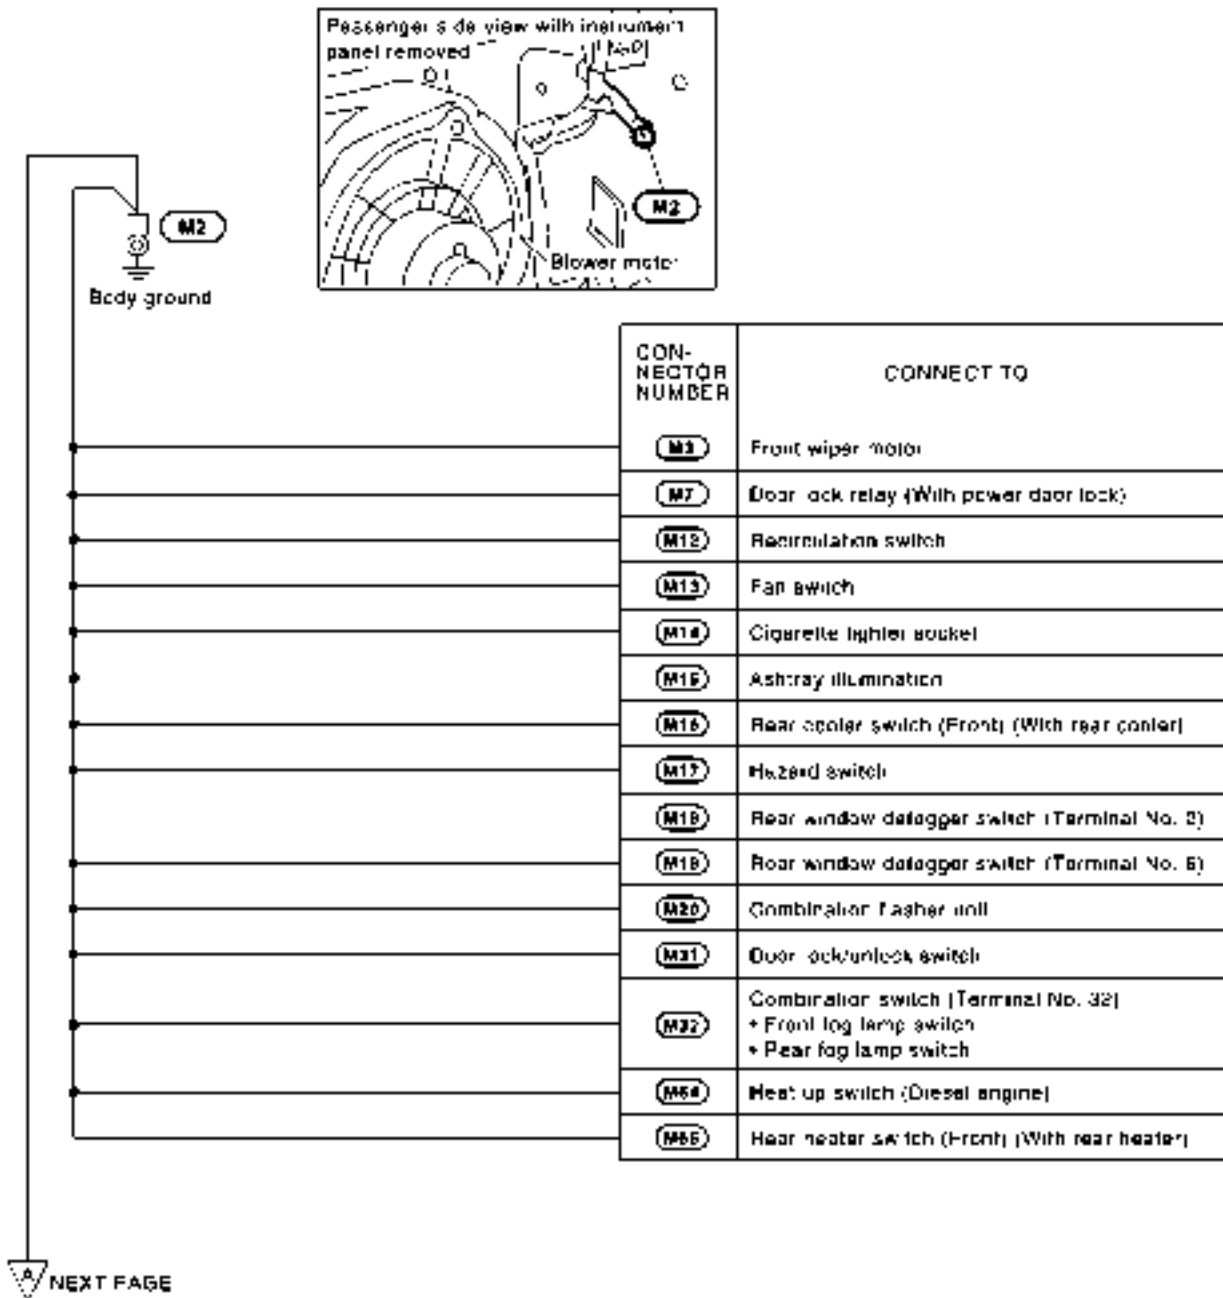 Passenger side view with instrument
panel removed
M2
Blower motor
M2
Body ground
CON-
NECTOR
NUMBER
CONNECT TO
M3 Front wiper motor
M7 Door lock relay (With power door lock)
M12 Recirculation switch
M13 Fan switch
M14 Cigarette lighter socket
M15 Ashtray illumination
M16 Rear cooler switch (Front) (With rear cooler)
M17 Hazard switch
Rear window defogger switch (Terminal No. 2)
M19 Rear window defogger switch (Terminal No. 6)
M20 Combination flasher unit
M31 Door lock/unlock switch
M32 Combination switch (Terminal No. 32)
• Front fog lamp switch
• Rear fog lamp switch
M64 Heat up switch (Diesel engine)
Rear heater switch (Front) (With rear heater)
A NEXT PAGE